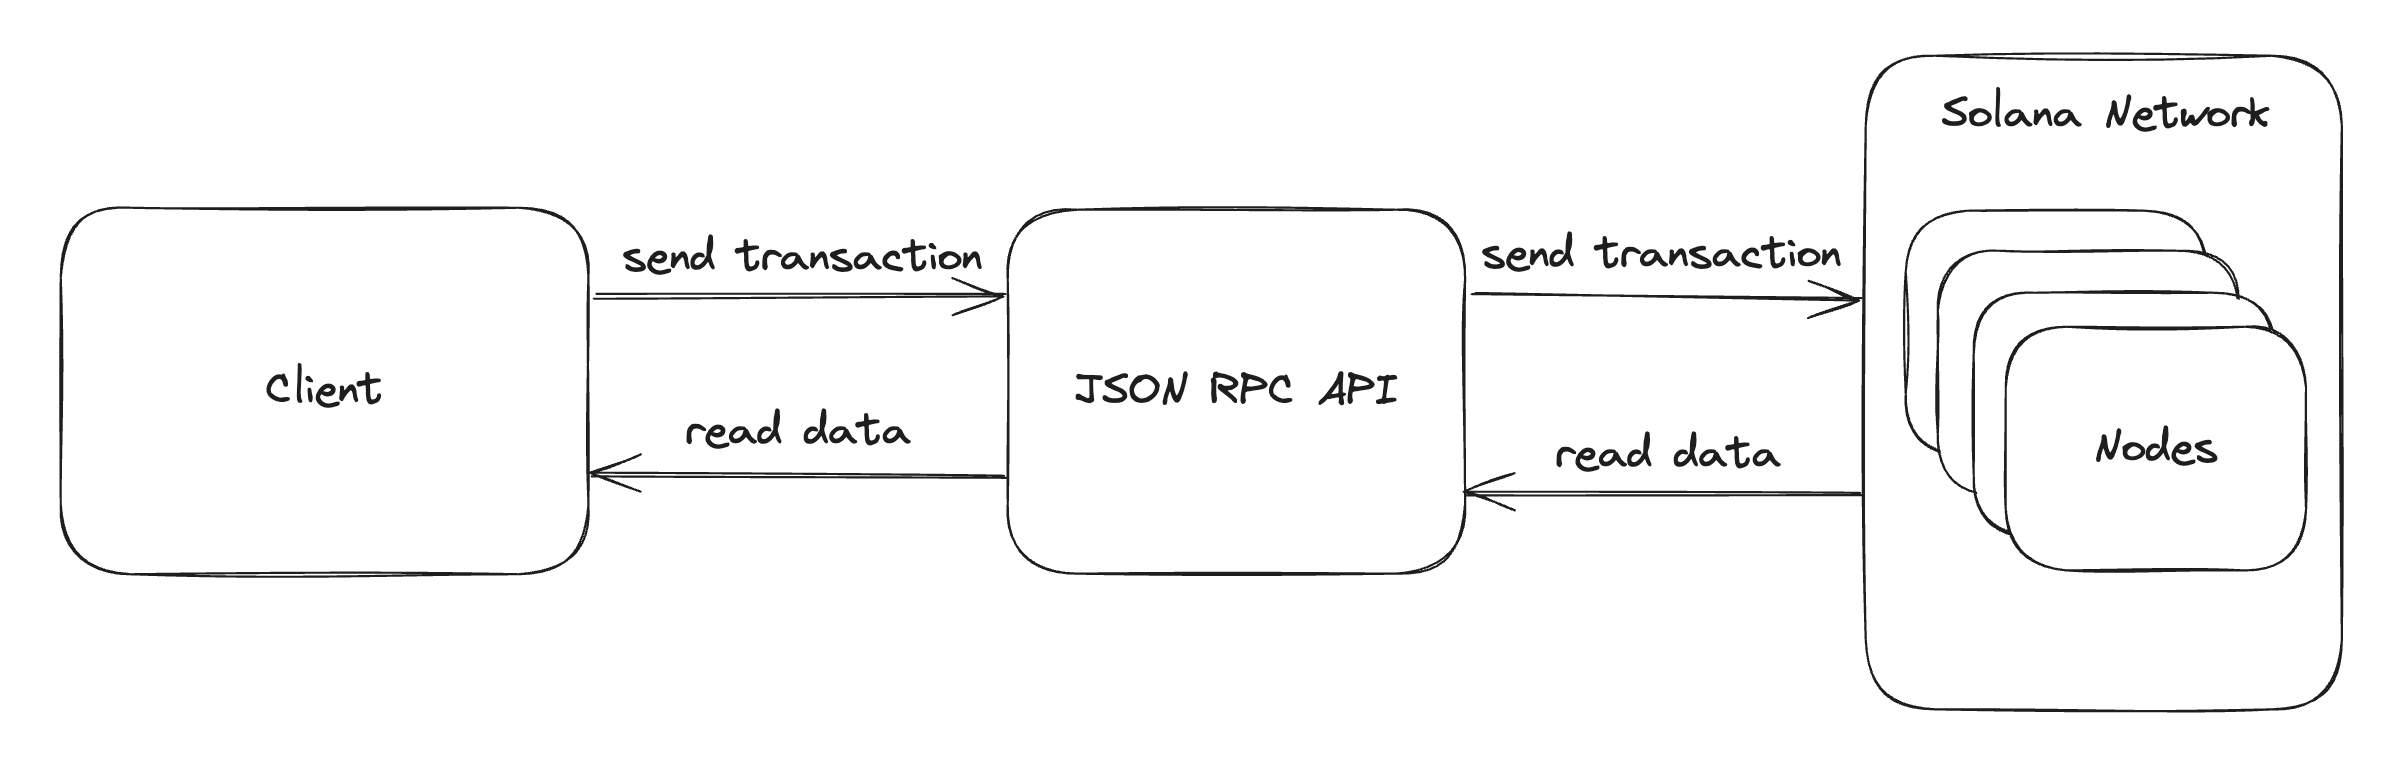 Solana Network
send transaction
send transaction
Client
JSON RPC API
read data
read data
Nodes